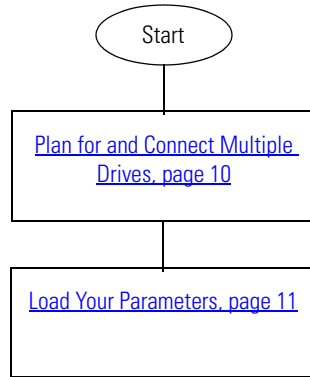 Start
Plan for and Connect Multiple
Drives, page 10
Load Your Parameters, page 11